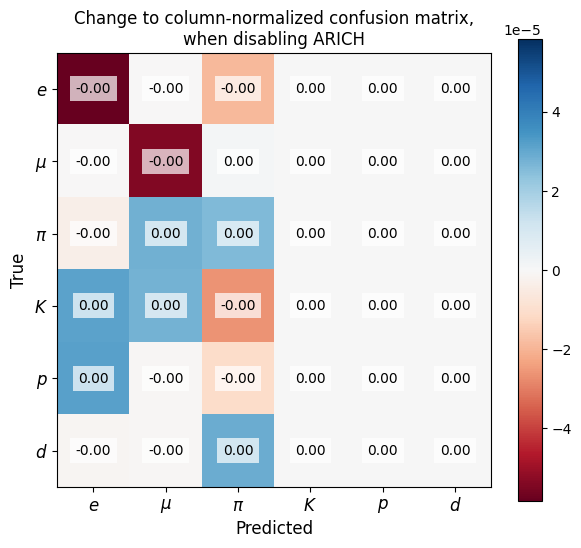 Change to column-normalized confusion matrix,
when disabling ARICH
1e−5
e -0.00 -0.00 -0.00 0.00 0.00 0.00
μ -0.00 -0.00 0.00 0.00 0.00 0.00
π -0.00 0.00 0.00 0.00 0.00 0.00
K 0.00 0.00 -0.00 0.00 0.00 0.00
p 0.00 -0.00 -0.00 0.00 0.00 0.00
d -0.00 -0.00 0.00 0.00 0.00 0.00
e μ π K p d
Predicted
True
4
2
0
−2
−4